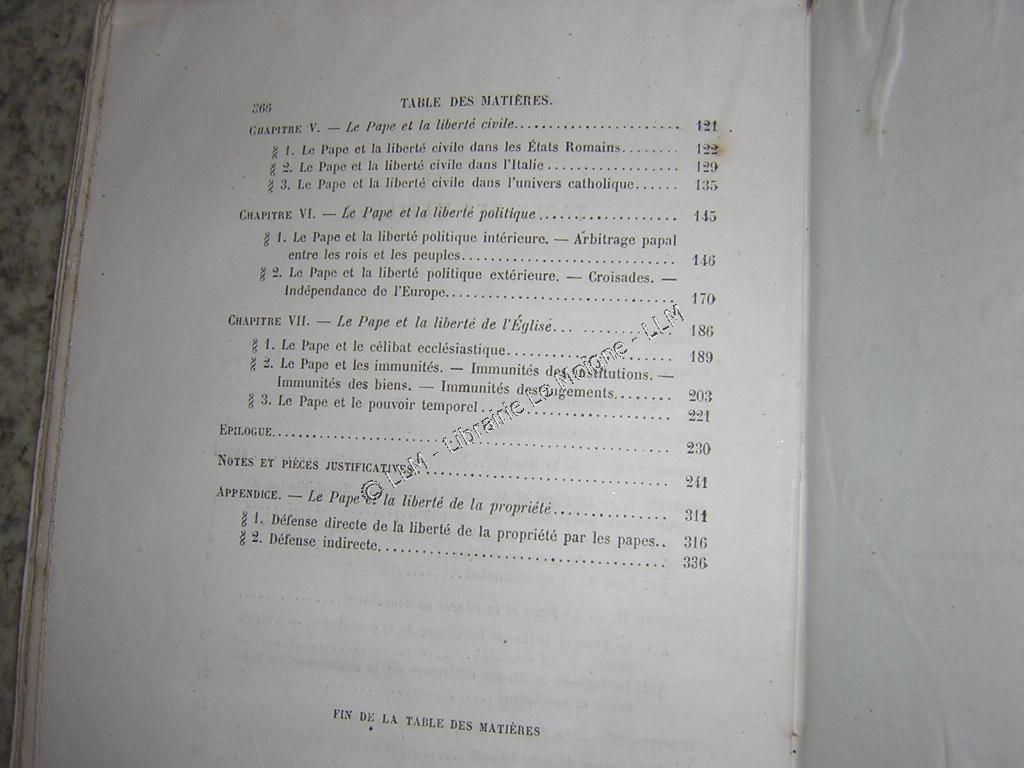 366 TABLE DES MATIÈRES.
CHAPITRE V. — Le Pape et la liberté civile....................... 121
§ 1. Le Pape et la liberté civile dans les États Romains........ 122
§ 2. Le Pape et la liberté civile dans l'Italie................. 129
§ 3. Le Pape et la liberté civile dans l'univers catholique...... 135
CHAPITRE VI. — Le Pape et la liberté politique.................. 145
§ 1. Le Pape et la liberté politique intérieure. — Arbitrage papal
entre les rois et les peuples............................ 146
§ 2. Le Pape et la liberté politique extérieure. — Croisades. —
Indépendance de l'Europe.............................. 170
CHAPITRE VII. — Le Pape et la liberté de l'Église... ........... 186
§ 1. Le Pape et le célibat ecclésiastique...................... 189
§ 2. Le Pape et les immunités. — Immunités des institutions. —
Immunités des biens. — Immunités des jugements........ 203
§ 3. Le Pape et le pouvoir temporel........................ 221
EPILOGUE.................................................. 230
NOTES ET PIÈCES JUSTIFICATIVES............................ 241
APPENDICE. — Le Pape et la liberté de la propriété............... 311
§ 1. Défense directe de la liberté de la propriété par les papes.. 316
§ 2. Défense indirecte.................................... 336
FIN DE LA TABLE DES MATIÈRES
© LLM - Librairie Le Moigne - LLM